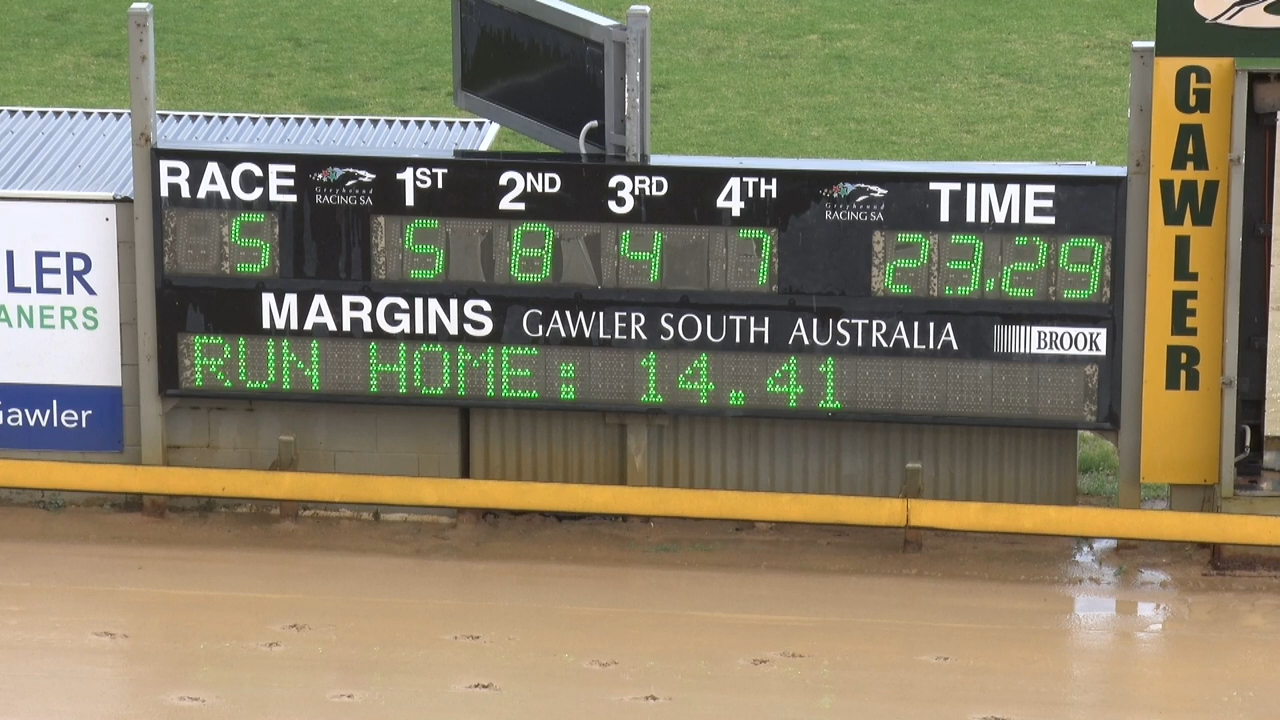 RACE 1ST 2ND 3RD 4TH TIME
Greyhound RACING SA
Greyhound RACING SA
5 5 8 4 7 23.29
MARGINS GAWLER SOUTH AUSTRALIA BROOK
RUN HOME: 14.41
LER
ANERS
Gawler
GAWLER